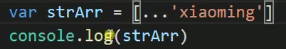 var strArr = [...'xiaoming']
console.log(strArr)